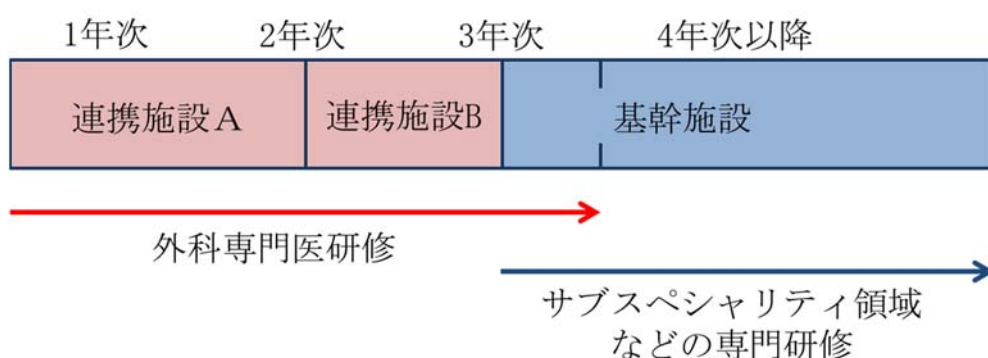 1年次 2年次 3年次 4年次以降
連携施設A 連携施設B 基幹施設
外科専門医研修
サブスペシャリティ領域
などの専門研修